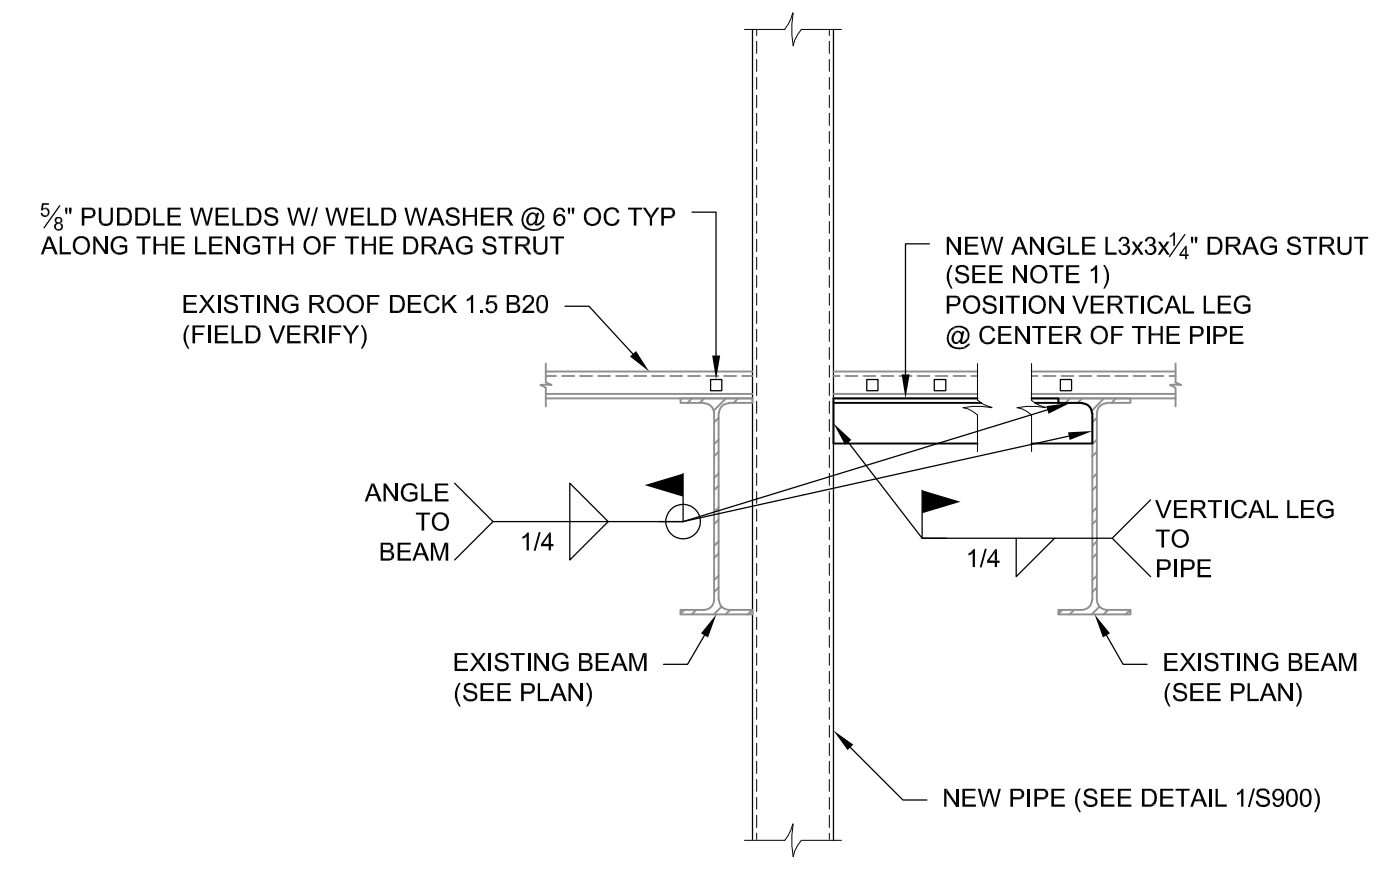 ⅝" PUDDLE WELDS W/ WELD WASHER @ 6" OC TYP
ALONG THE LENGTH OF THE DRAG STRUT
EXISTING ROOF DECK 1.5 B20
(FIELD VERIFY)
NEW ANGLE L3x3x¼" DRAG STRUT
(SEE NOTE 1)
POSITION VERTICAL LEG
@ CENTER OF THE PIPE
ANGLE
TO
BEAM
1/4
1/4
VERTICAL LEG
TO
PIPE
EXISTING BEAM
(SEE PLAN)
EXISTING BEAM
(SEE PLAN)
NEW PIPE (SEE DETAIL 1/S900)